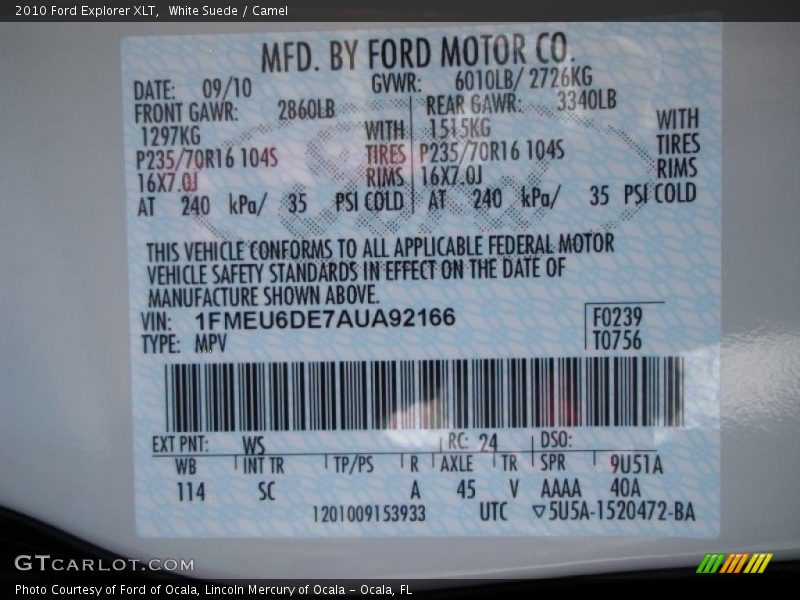 2010 Ford Explorer XLT, White Suede / Camel
MFD. BY FORD MOTOR CO.
DATE: 09/10 GVWR: 6010LB/ 2726KG
FRONT GAWR: 2860LB REAR GAWR: 3340LB
1297KG WITH 1515KG WITH
P235/70R16 104S TIRES P235/70R16 104S TIRES
16X7.0J RIMS 16X7.0J RIMS
AT 240 kPa/ 35 PSI COLD AT 240 kPa/ 35 PSI COLD
THIS VEHICLE CONFORMS TO ALL APPLICABLE FEDERAL MOTOR
VEHICLE SAFETY STANDARDS IN EFFECT ON THE DATE OF
MANUFACTURE SHOWN ABOVE.
VIN: 1FMEU6DE7AUA92166 F0239
TYPE: MPV T0756
EXT PNT: WS RC: 24 DSO:
WB INT TR TP/PS R AXLE TR SPR 9U51A
114 SC A 45 V AAAA 40A
1201009153933 UTC ▽5U5A-1520472-BA
GTCARLOT.COM
Photo Courtesy of Ford of Ocala, Lincoln Mercury of Ocala - Ocala, FL